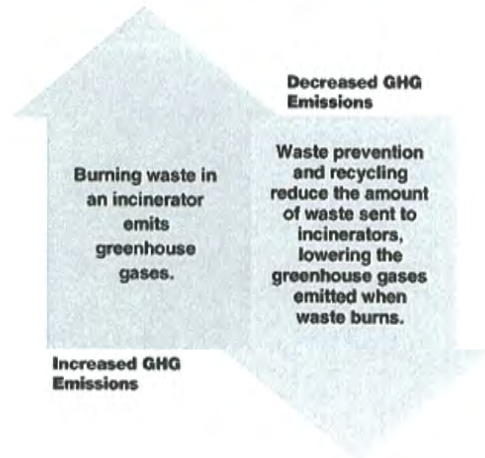 Decreased GHG
Emissions
Burning waste in
an incinerator
emits
greenhouse
gases.
Waste prevention
and recycling
reduce the amount
of waste sent to
incinerators,
lowering the
greenhouse gases
emitted when
waste burns.
Increased GHG
Emissions